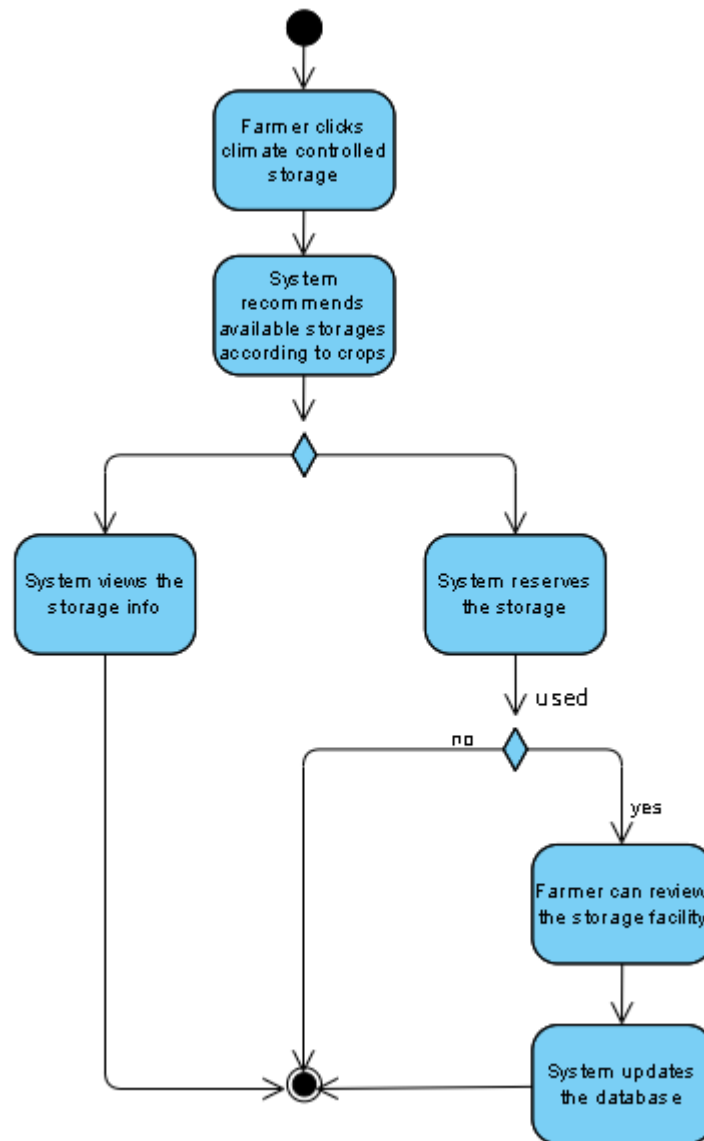 Farmer clicks
climate controlled
storage
System
recommends
available storages
according to crops
System views the
storage info
System reserves
the storage
used
no
yes
Farmer can review
the storage facility
System updates
the database